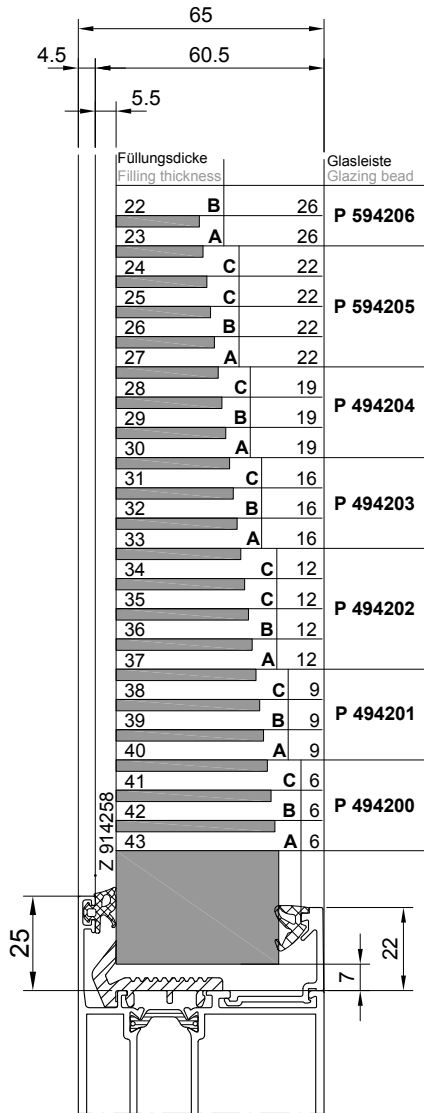 65
4.5 60.5
5.5
Füllungsdicke Glasleiste
Filling thickness Glazing bead
22 B 26 P 594206
23 A 26
24 C 22 P 594205
25 C 22
26 B 22
27 A 22
28 C 19 P 494204
29 B 19
30 A 19
31 C 16 P 494203
32 B 16
33 A 16
34 C 12 P 494202
35 C 12
36 B 12
37 A 12
38 C 9 P 494201
39 B 9
40 A 9
41 C 6 P 494200
42 B 6
43 A 6
Z 914258
25 22
7